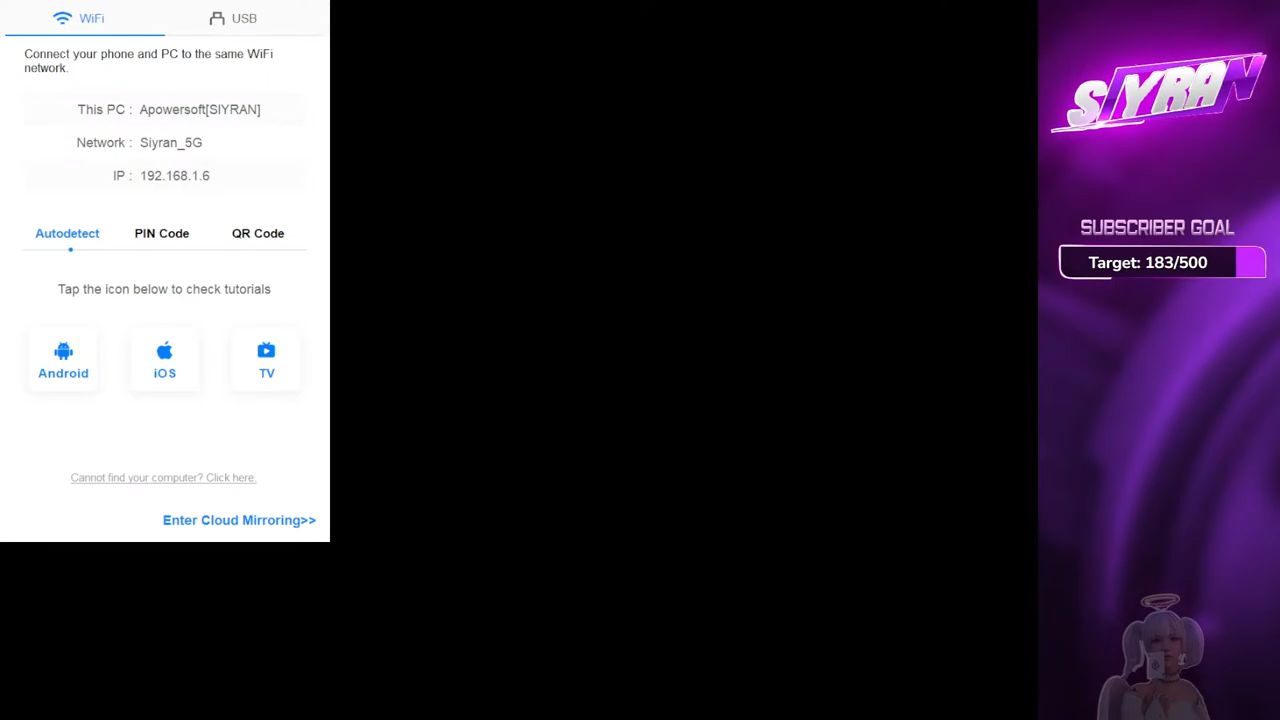 WiFi
USB
Connect your phone and PC to the same WiFi
network.
This PC : Apowersoft[SIYRAN]
Network : Siyran_5G
IP : 192.168.1.6
Autodetect
PIN Code
QR Code
Tap the icon below to check tutorials
Android
iOS
TV
Cannot find your computer? Click here.
Enter Cloud Mirroring>>
SIYRAN
SUBSCRIBER GOAL
Target: 183/500